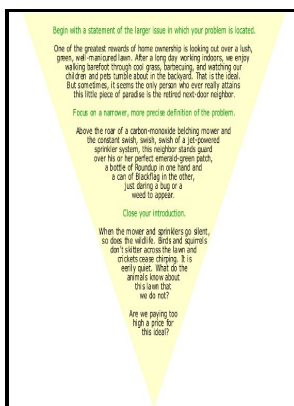 Begin with a statement of the larger issue in which your problem is located.
One of the greatest rewards of home ownership is looking out over a lush,
green, well-manicured lawn. After a long day working indoors, we enjoy
walking barefoot through cool grass, barbecuing, and watching our
children and pets tumble about in the backyard. That is the ideal.
But sometimes, it seems the only person who ever really attains
this little piece of paradise is the retired next-door neighbor.
Focus on a narrower, more precise definition of the problem.
Above the roar of a carbon-monoxide belching mower and
the constant swish, swish, swish of a jet-powered
sprinkler system, this neighbor stands guard
over his or her perfect emerald-green patch,
a bottle of Roundup in one hand and
a can of Blackflag in the other,
just daring a bug or a
weed to appear.
Close your introduction.
When the mower and sprinklers go silent,
so does the wildlife. Birds and squirrels
don't skitter across the lawn and
crickets cease chirping. It is
eerily quiet. What do the
animals know about
this lawn that
we do not?
Are we paying too
high a price for
this ideal?